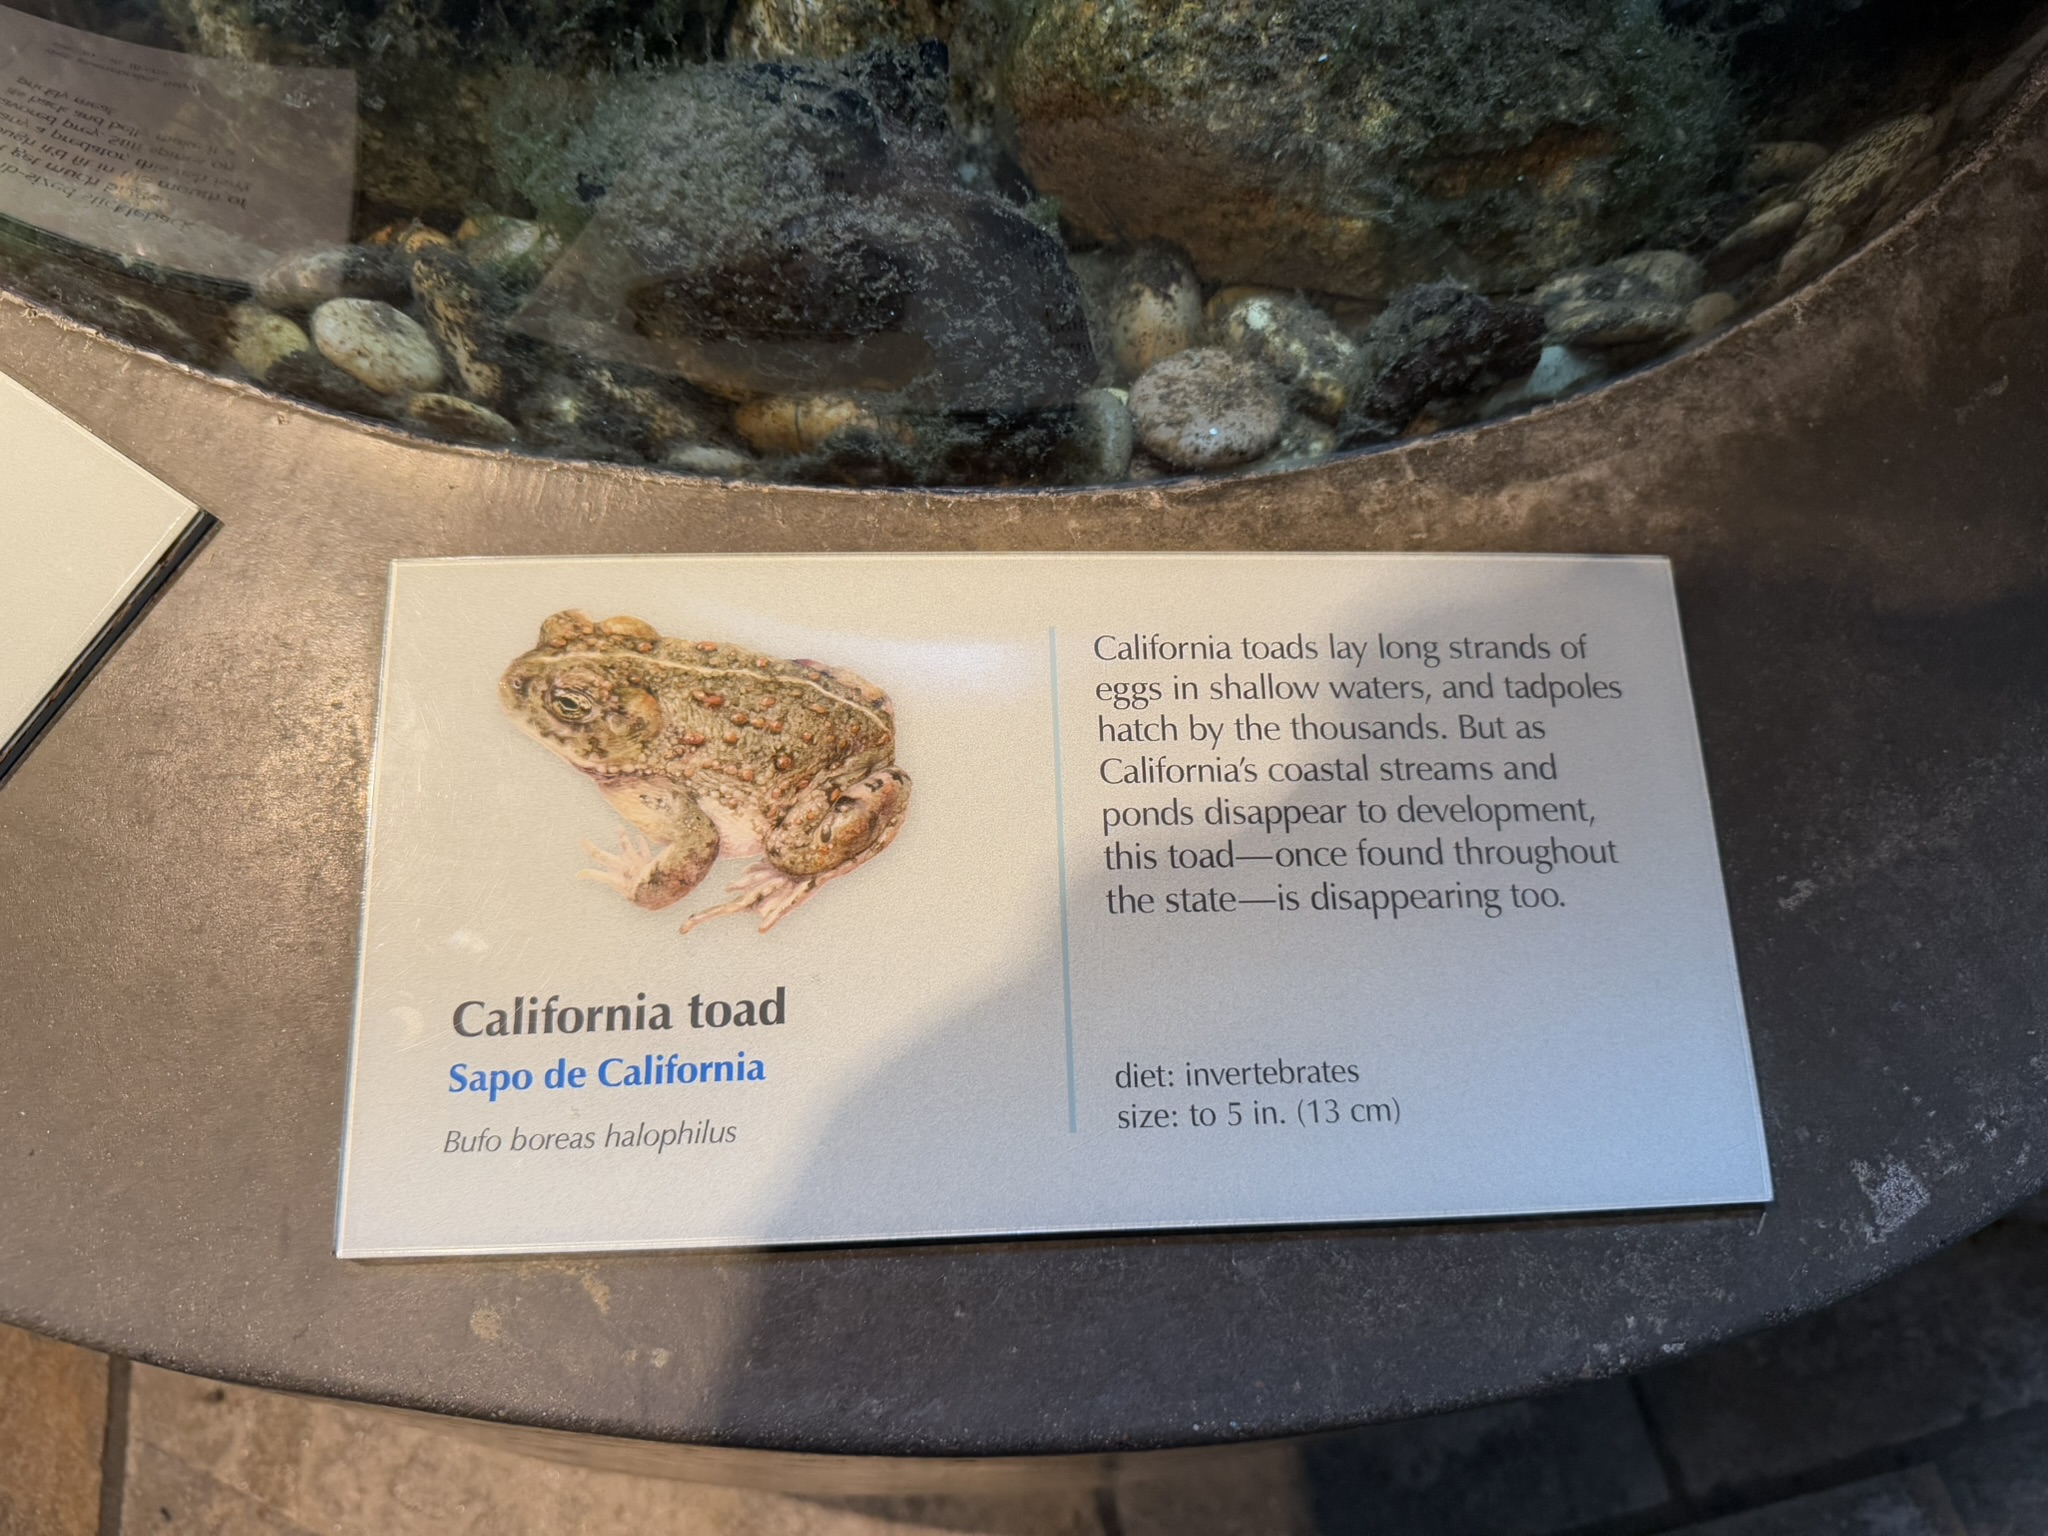 California toad
Sapo de California
Bufo boreas halophilus
California toads lay long strands of
eggs in shallow waters, and tadpoles
hatch by the thousands. But as
California's coastal streams and
ponds disappear to development,
this toad—once found throughout
the state—is disappearing too.
diet: invertebrates
size: to 5 in. (13 cm)